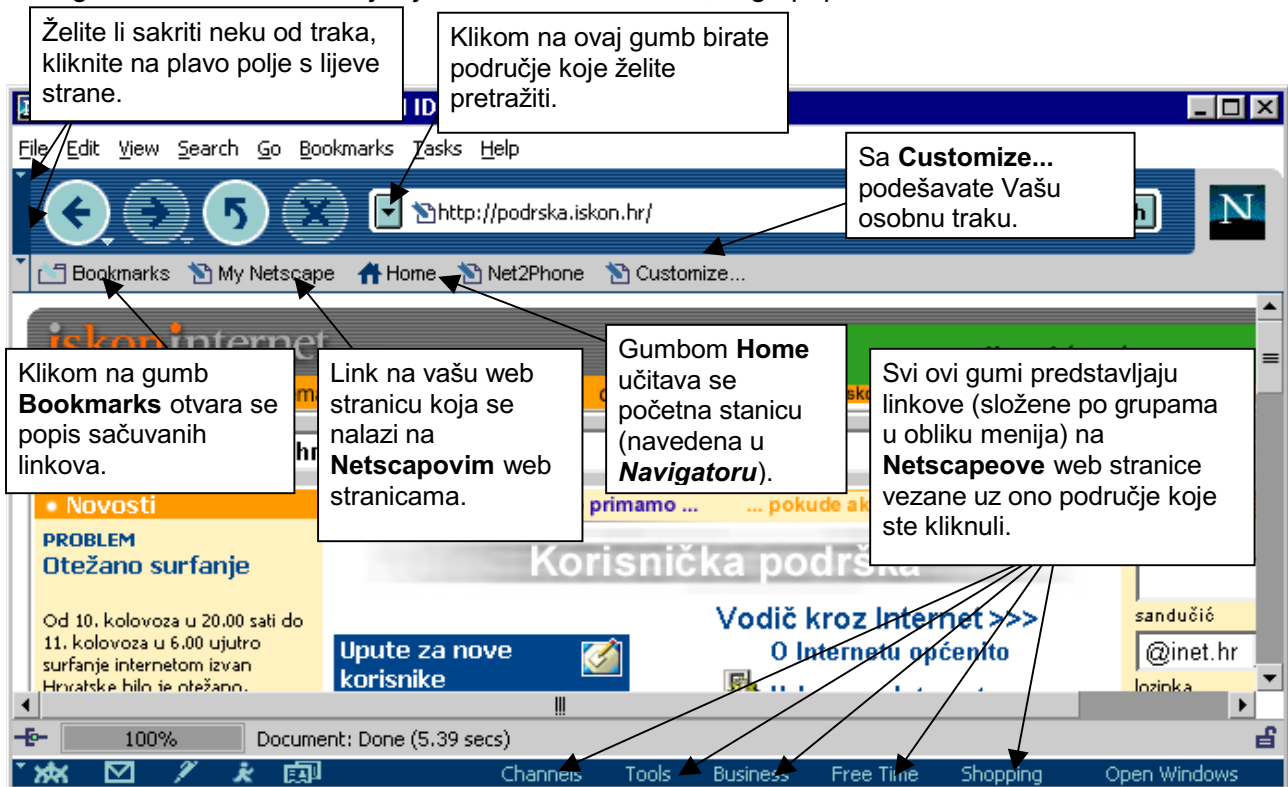 Želite li sakriti neku od traka,
kliknite na plavo polje s lijeve
strane.
Klikom na ovaj gumb birate
područje koje želite
pretražiti.
File Edit View Search Go Bookmarks Tasks Help
Sa Customize...
podešavate Vašu
osobnu traku.
http://podrska.iskon.hr/
N
Bookmarks My Netscape Home Net2Phone Customize...
iskoninternet
Klikom na gumb
Bookmarks otvara se
popis sačuvanih
linkova.
Link na vašu web
stranicu koja se
nalazi na
Netscapovim web
stranicama.
Gumbom Home
učitava se
početna stanicu
(navedena u
Navigatoru).
Svi ovi gumi predstavljaju
linkove (složene po grupama
u obliku menija) na
Netscapeove web stranice
vezane uz ono područje koje
ste kliknuli.
Novosti
primamo ... ... pokude
PROBLEM
Otežano surfanje
Korisnička podrška
Od 10. kolovoza u 20.00 sati do
11. kolovoza u 6.00 ujutro
surfanje internetom izvan
Hrvatske bilo je otežano.
Upute za nove
korisnike
Vodič kroz Internet >>>
O Internetu općenito
sandučić
@inet.hr
lozinka
100% Document: Done (5.39 secs)
Channels Tools Business Free Time Shopping Open Windows